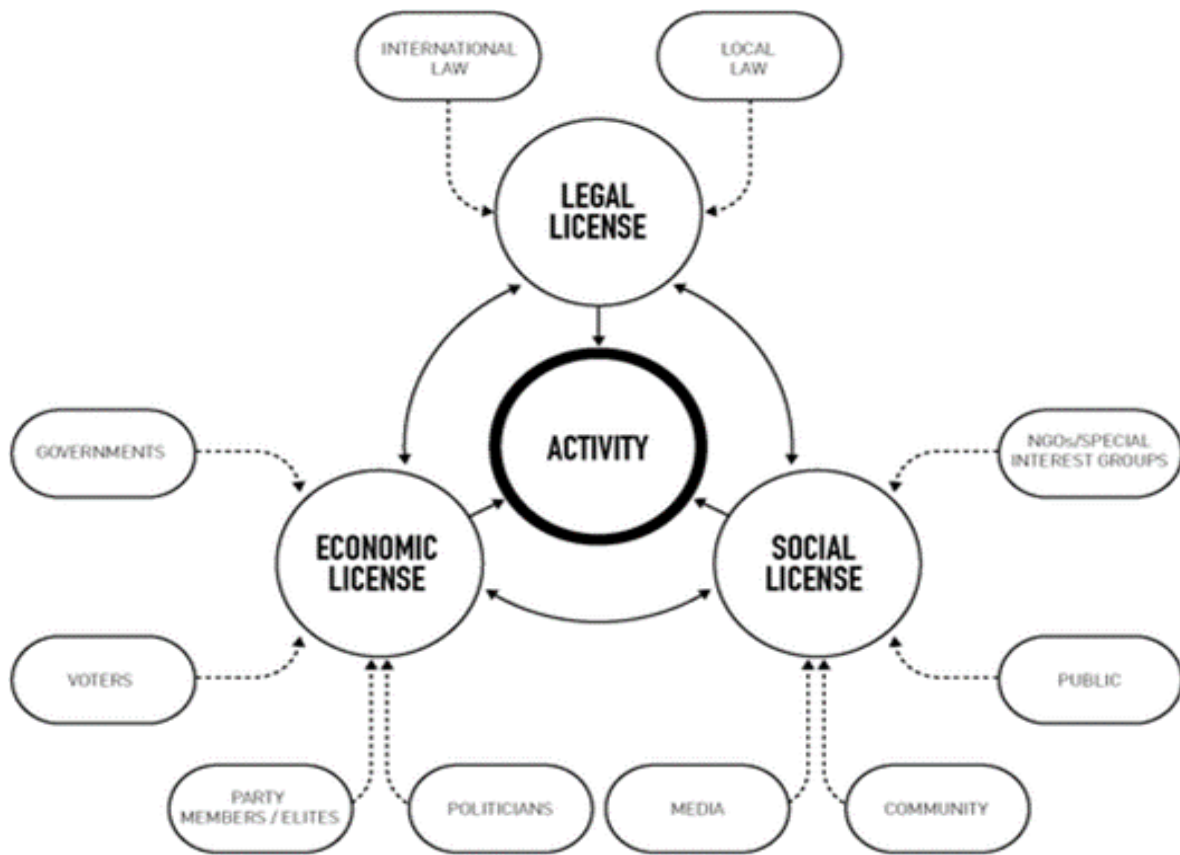 INTERNATIONAL
LAW
LOCAL
LAW
LEGAL
LICENSE
ACTIVITY
GOVERNMENTS
NGOs/SPECIAL
INTEREST GROUPS
ECONOMIC
LICENSE
SOCIAL
LICENSE
VOTERS
PUBLIC
PARTY
MEMBERS / ELITES
POLITICIANS
MEDIA
COMMUNITY